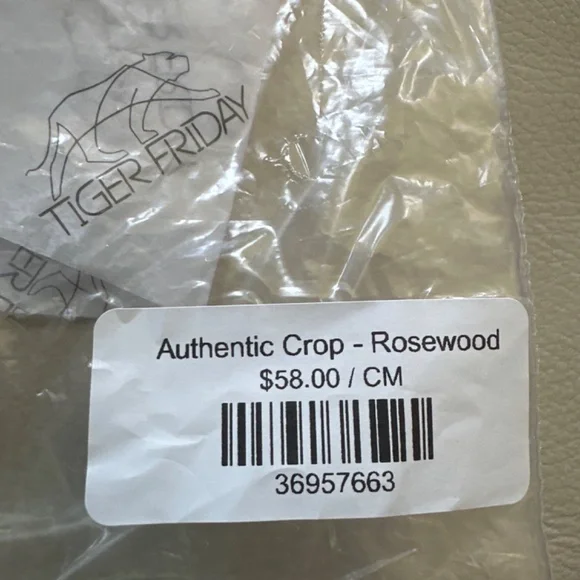 TIGER FRIDAY
Authentic Crop - Rosewood
$58.00 / CM
36957663